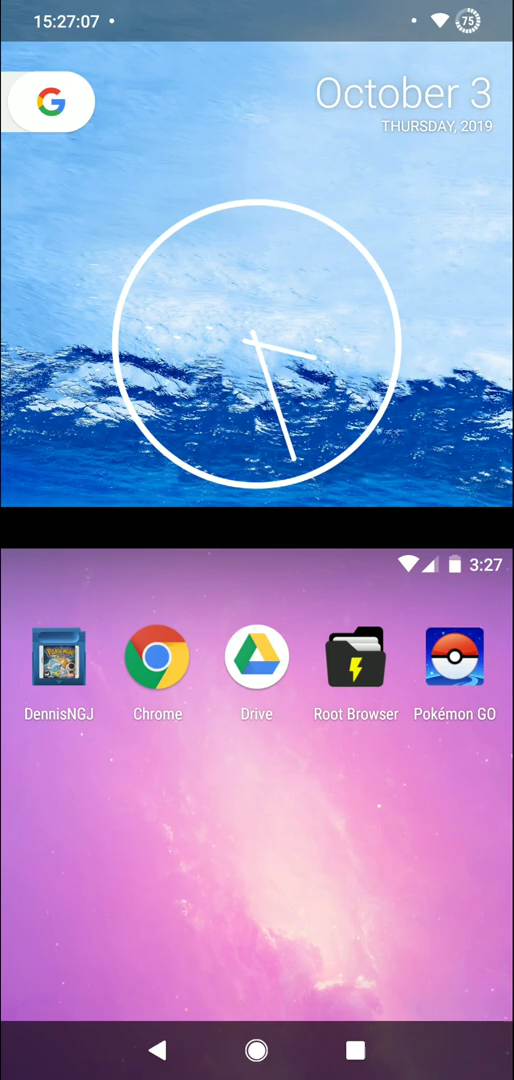 15:27:07
75
G
October 3
THURSDAY, 2019
3:27
DennisNGJ
Chrome
Drive
Root Browser
Pokémon GO